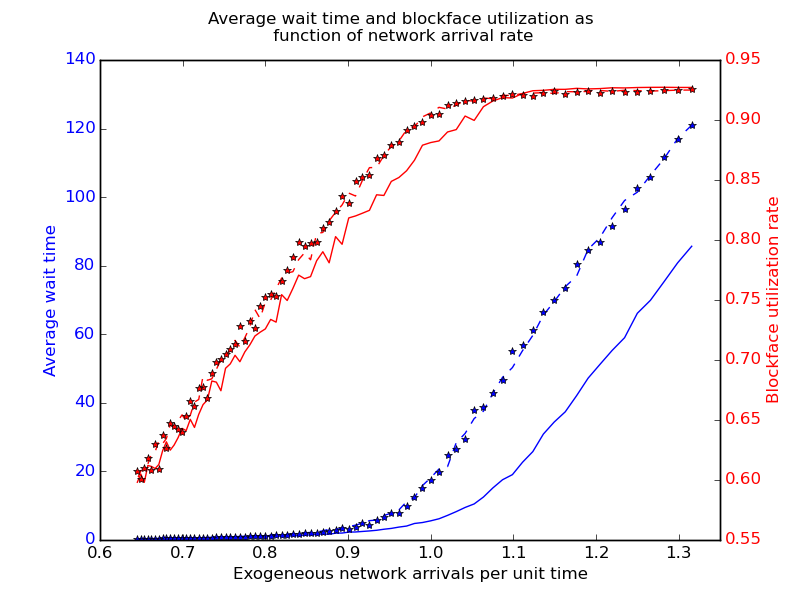 Average wait time and blockface utilization as
function of network arrival rate
140
120
100
80
60
40
20
0
Average wait time
0.95
0.90
0.85
0.80
0.75
0.70
0.65
0.60
0.55
Blockface utilization rate
0.6 0.7 0.8 0.9 1.0 1.1 1.2 1.3
Exogeneous network arrivals per unit time